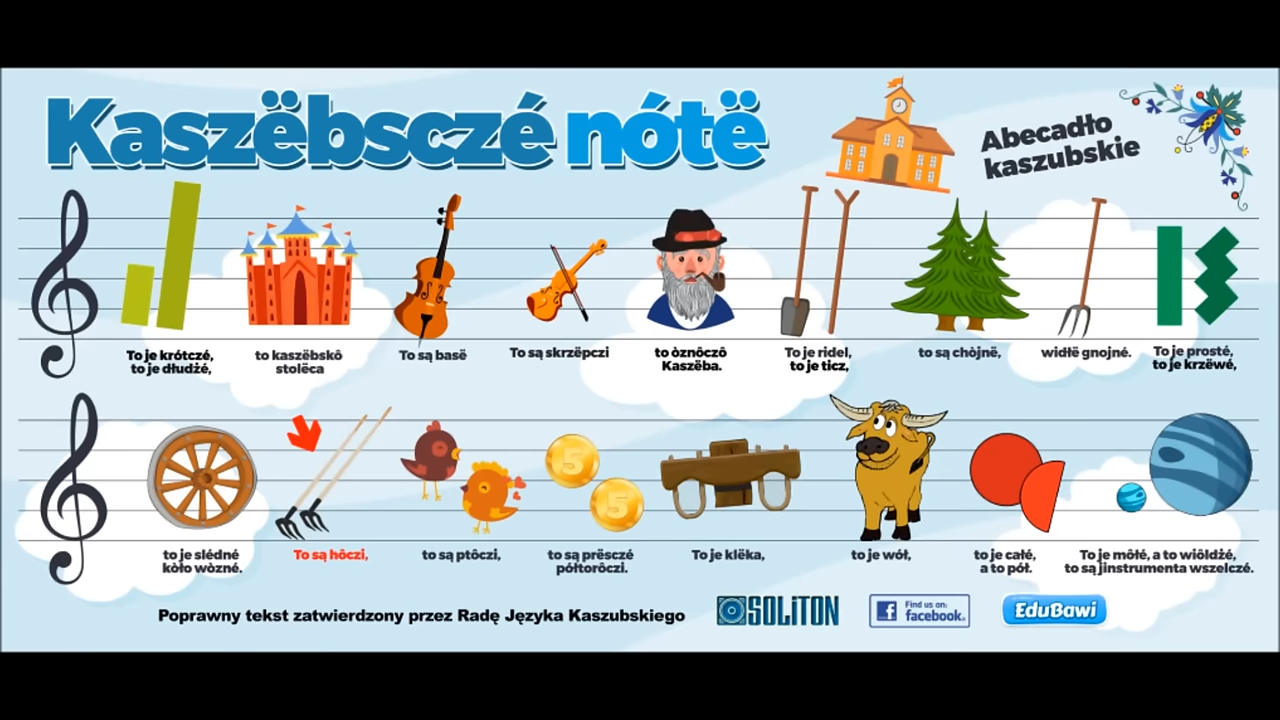 Kaszëbsczé nótë
Abecadło
kaszubskie
To je krótczé,
to je dłudżé,
to kaszëbskô
stolëca
To są basë
To są skrzëpczi
to òznôczô
Kaszëba.
To je ridel,
to je ticz,
to są chòjnë,
widłë gnojné.
To je prosté,
to je krzëwé,
to je slédné
kòło wòzné.
To są hôczi,
to są ptôczi,
to są prësczé
półtorôczi.
To je klëka,
to je wół,
to je całé,
a to pół.
To je môłé, a to wiôldżé,
to są jinstrumenta wszelczé.
5
5
Poprawny tekst zatwierdzony przez Radę Języka Kaszubskiego
SOLITON
Find us on:
facebook
EduBawi